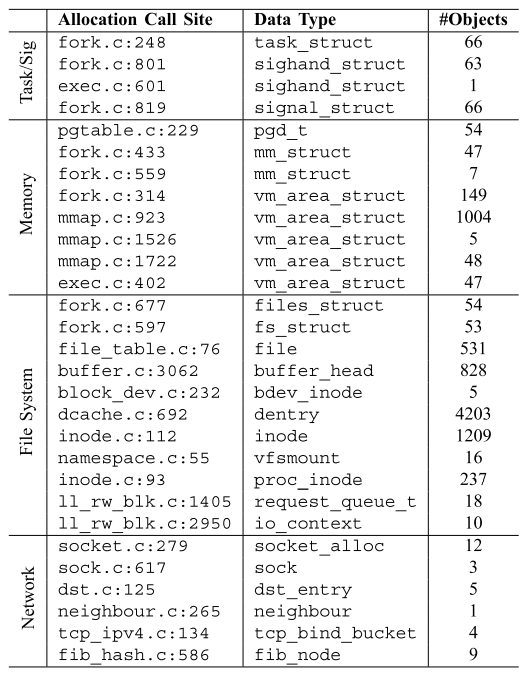 Allocation Call Site Data Type #Objects
Task/Sig
fork.c:248 task_struct 66
fork.c:801 sighand_struct 63
exec.c:601 sighand_struct 1
fork.c:819 signal_struct 66
Memory
pgtable.c:229 pgd_t 54
fork.c:433 mm_struct 47
fork.c:559 mm_struct 7
fork.c:314 vm_area_struct 149
mmap.c:923 vm_area_struct 1004
mmap.c:1526 vm_area_struct 5
mmap.c:1722 vm_area_struct 48
exec.c:402 vm_area_struct 47
File System
fork.c:677 files_struct 54
fork.c:597 fs_struct 53
file_table.c:76 file 531
buffer.c:3062 buffer_head 828
block_dev.c:232 bdev_inode 5
dcache.c:692 dentry 4203
inode.c:112 inode 1209
namespace.c:55 vfsmount 16
inode.c:93 proc_inode 237
ll_rw_blk.c:1405 request_queue_t 18
ll_rw_blk.c:2950 io_context 10
Network
socket.c:279 socket_alloc 12
sock.c:617 sock 3
dst.c:125 dst_entry 5
neighbour.c:265 neighbour 1
tcp_ipv4.c:134 tcp_bind_bucket 4
fib_hash.c:586 fib_node 9